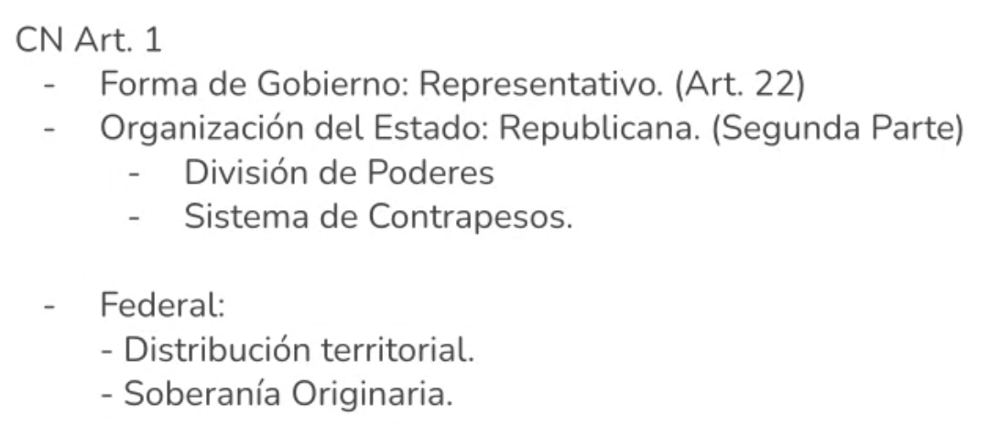 CN Art. 1
- Forma de Gobierno: Representativo. (Art. 22)
- Organización del Estado: Republicana. (Segunda Parte)
- División de Poderes
- Sistema de Contrapesos.
- Federal:
- Distribución territorial.
- Soberanía Originaria.